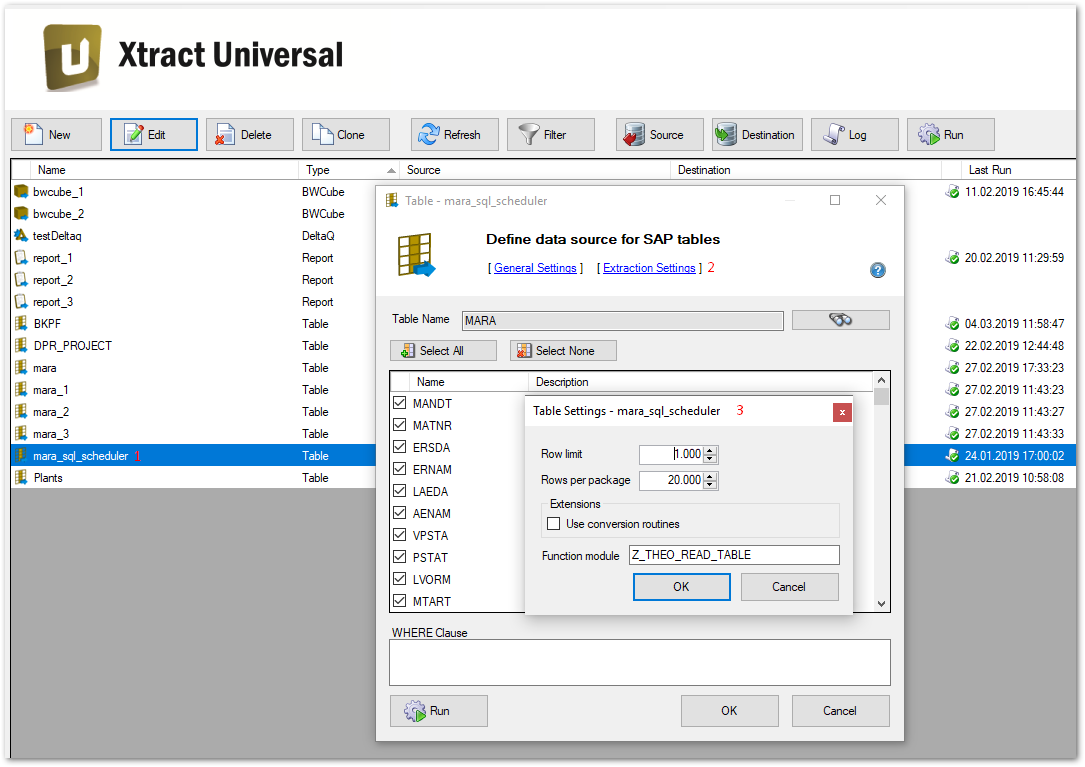 Xtract Universal
New Edit Delete Clone Refresh Filter Source Destination Log Run
Name Type Source Destination Last Run
bwcube_1 BWCube 11.02.2019 16:45:44
bwcube_2 BWCube
testDeltaq DeltaQ
report_1 Report 20.02.2019 11:29:59
report_2 Report
report_3 Report
BKPF Table 04.03.2019 11:58:47
DPR_PROJECT Table 22.02.2019 12:44:48
mara Table 27.02.2019 17:33:23
mara_1 Table 27.02.2019 11:43:23
mara_2 Table 27.02.2019 11:43:27
mara_3 Table 27.02.2019 11:43:33
mara_sql_scheduler 1 Table 24.01.2019 17:00:02
Plants Table 21.02.2019 10:58:08
Table - mara_sql_scheduler
Define data source for SAP tables
[ General Settings ] [ Extraction Settings ] 2
?
Table Name MARA
Select All Select None
Name Description
MANDT
MATNR
ERSDA
ERNAM
LAEDA
AENAM
VPSTA
PSTAT
LVORM
MTART
Table Settings - mara_sql_scheduler 3
x
Row limit 1.000
Rows per package 20.000
Extensions
Use conversion routines
Function module Z_THEO_READ_TABLE
OK Cancel
WHERE Clause
Run OK Cancel